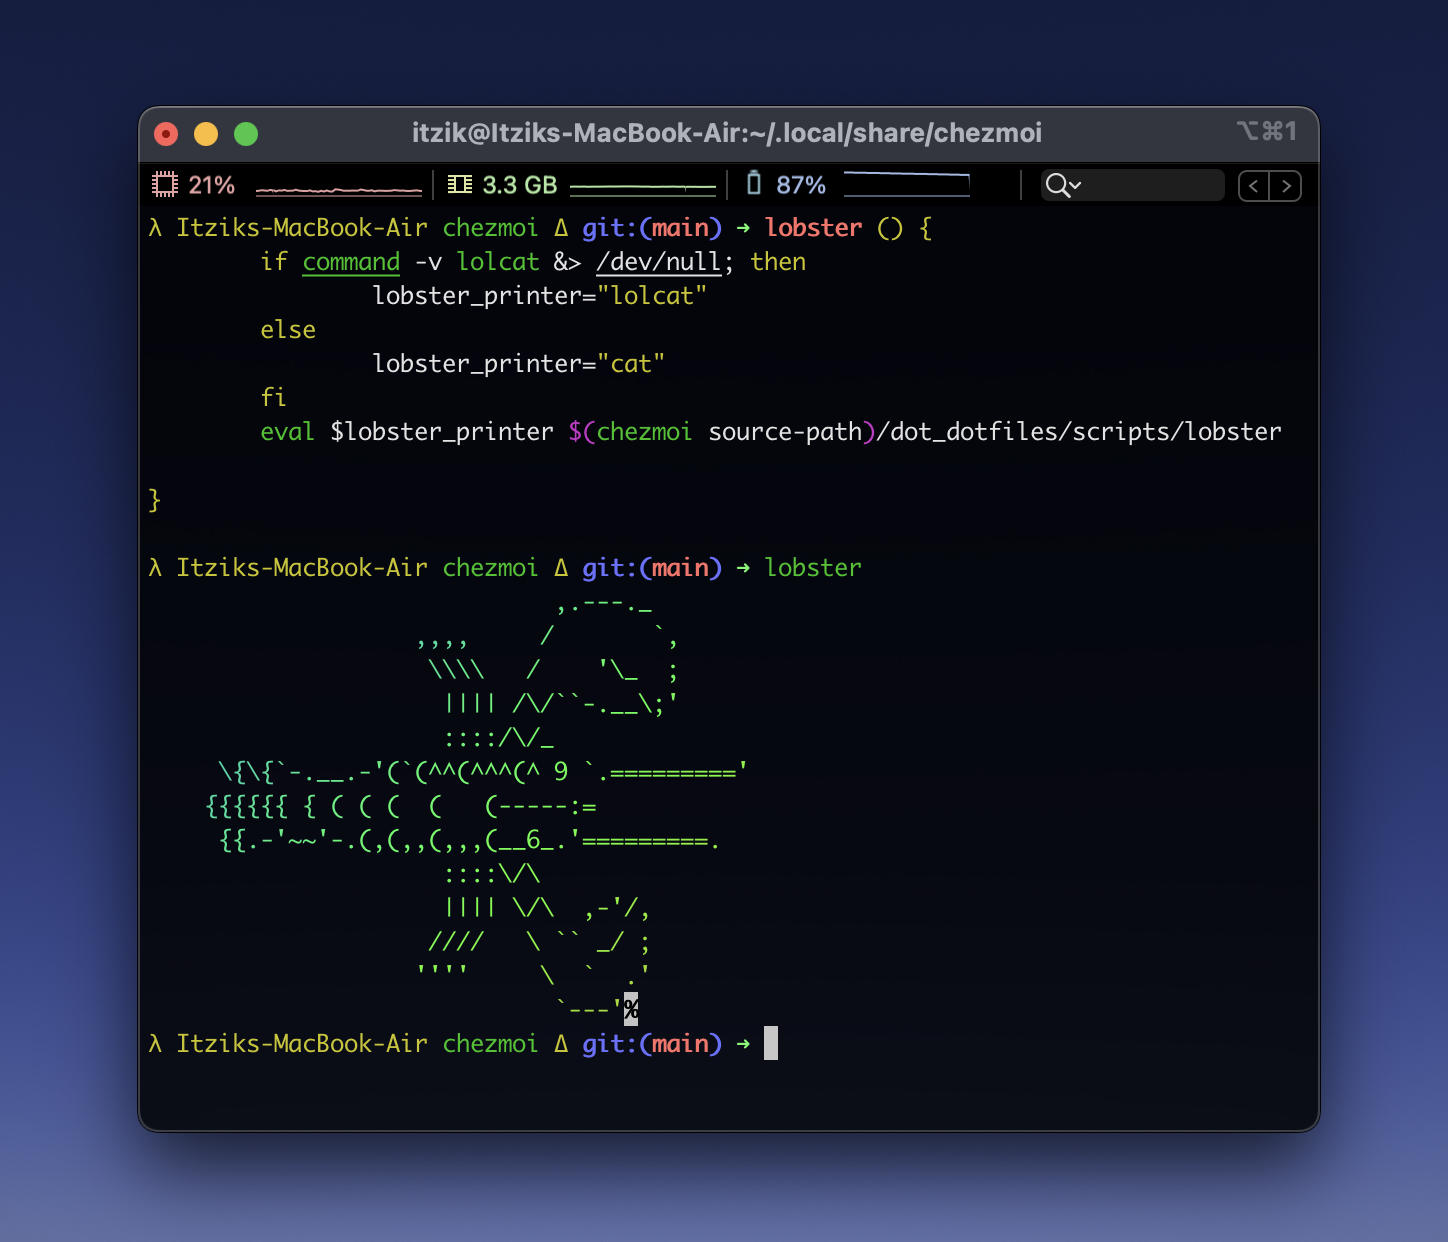 itzik@Itziks-MacBook-Air:~/.local/share/chezmoi ⌥⌘1
21% 3.3 GB 87%
λ Itziks-MacBook-Air chezmoi Δ git:(main) → lobster () {
        if command -v lolcat &> /dev/null; then
                lobster_printer="lolcat"
        else
                lobster_printer="cat"
        fi
        eval $lobster_printer $(chezmoi source-path)/dot_dotfiles/scripts/lobster
}
λ Itziks-MacBook-Air chezmoi Δ git:(main) → lobster
                             ,.---._
                   ,,,,     /       `,
                    \\\\   /    '\_  ;
                     |||| /\/``-.__\;'
                     ::::/\/_
     \{\{`-.__.-'(`(^^(^^^(^ 9 `.========='
    {{{{{{ { ( ( (  (   (-----:=
     {{.-'~~'-.(,(,,(,,,(__6_.'=========.
                     ::::\/\
                     |||| \/\  ,-'/,
                    ////   \ `` _/ ;
                   ''''     \  `  .'
                             `---'%
λ Itziks-MacBook-Air chezmoi Δ git:(main) →